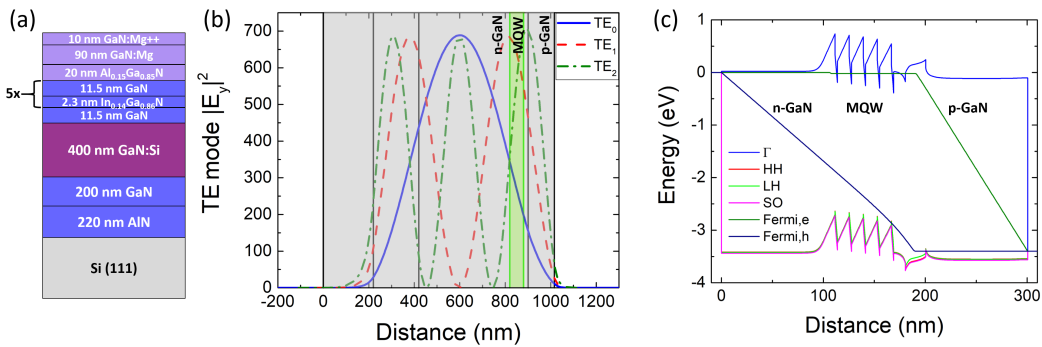 (a)
10 nm GaN:Mg++
90 nm GaN:Mg
20 nm Al0.15Ga0.85N
11.5 nm GaN
5x
2.3 nm In0.14Ga0.86N
11.5 nm GaN
400 nm GaN:Si
200 nm GaN
220 nm AlN
Si (111)
(b)
TE mode |Ey|²
700
600
500
400
300
200
100
0
-200 0 200 400 600 800 1000
Distance (nm)
n-GaN
MQW
p-GaN
TE0
TE1
TE2
(c)
Energy (eV)
1
0
-1
-2
-3
-4
0 100 200 300
Distance (nm)
n-GaN MQW p-GaN
Γ
HH
LH
SO
Fermi,e
Fermi,h